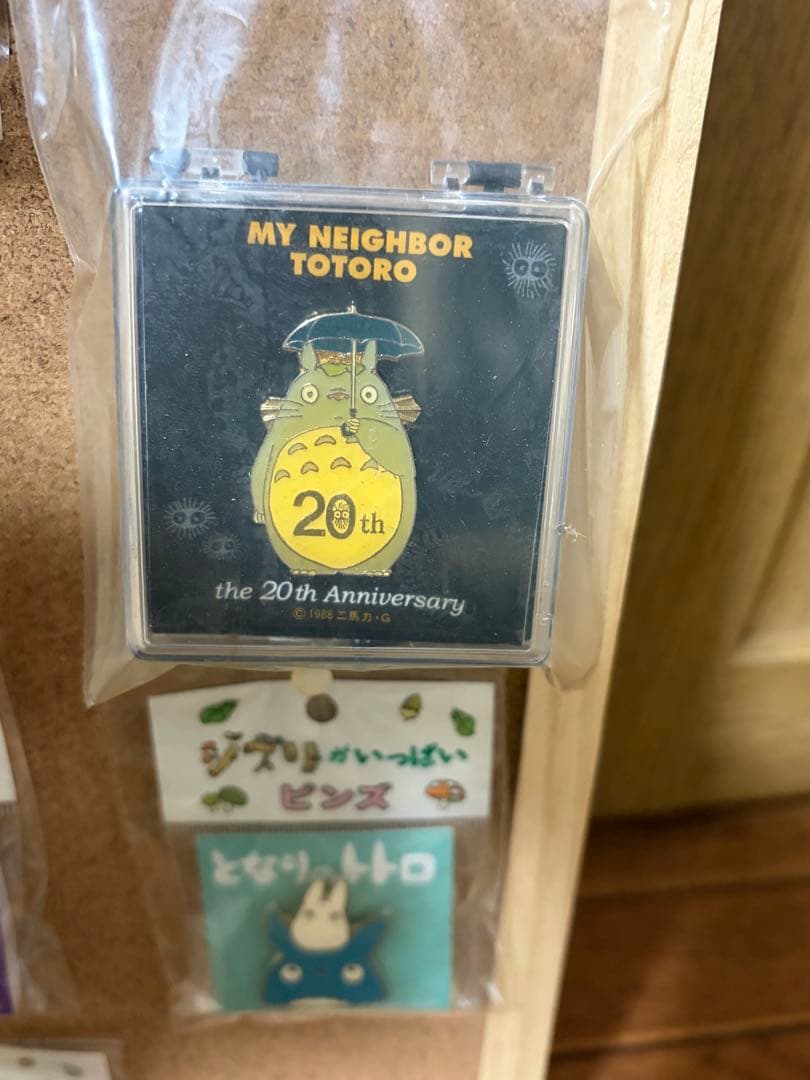 MY NEIGHBOR
TOTORO
20th
the 20th Anniversary
© 1988 二馬力・G
ジブリがいっぱい
ピンズ
となりのトトロ